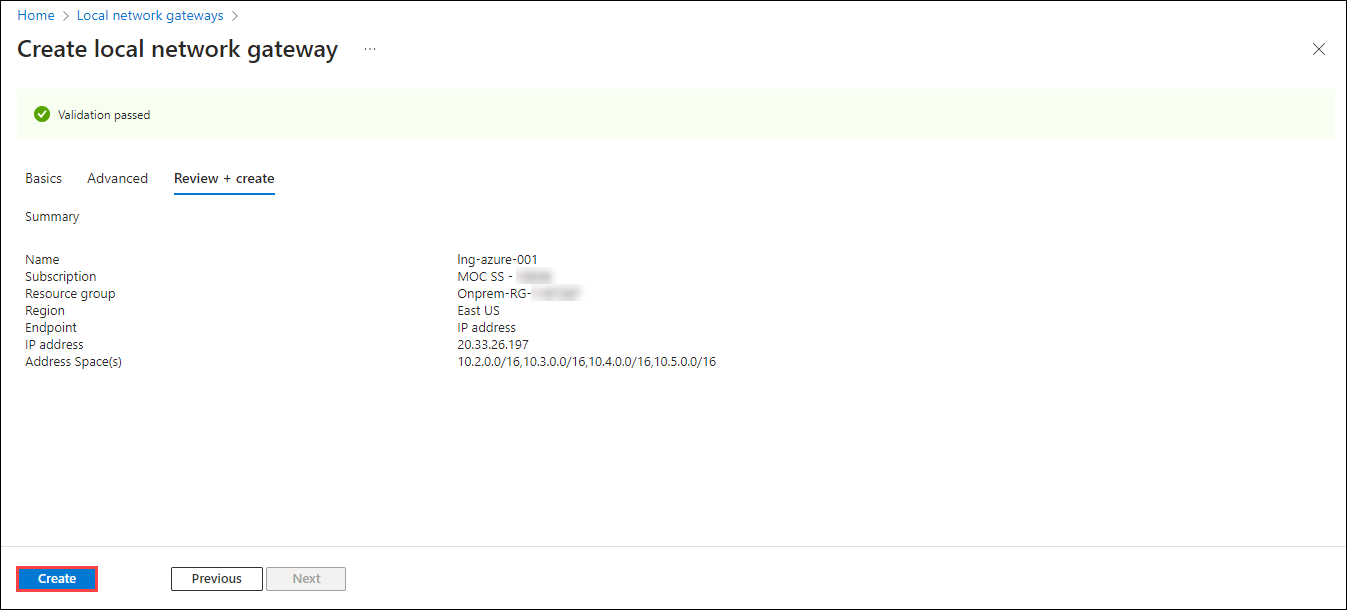 Home > Local network gateways >
Create local network gateway ...
Validation passed
Basics Advanced Review + create
Summary
Name lng-azure-001
Subscription MOC SS -
Resource group Onprem-RG-
Region East US
Endpoint IP address
IP address 20.33.26.197
Address Space(s) 10.2.0.0/16,10.3.0.0/16,10.4.0.0/16,10.5.0.0/16
Create Previous Next